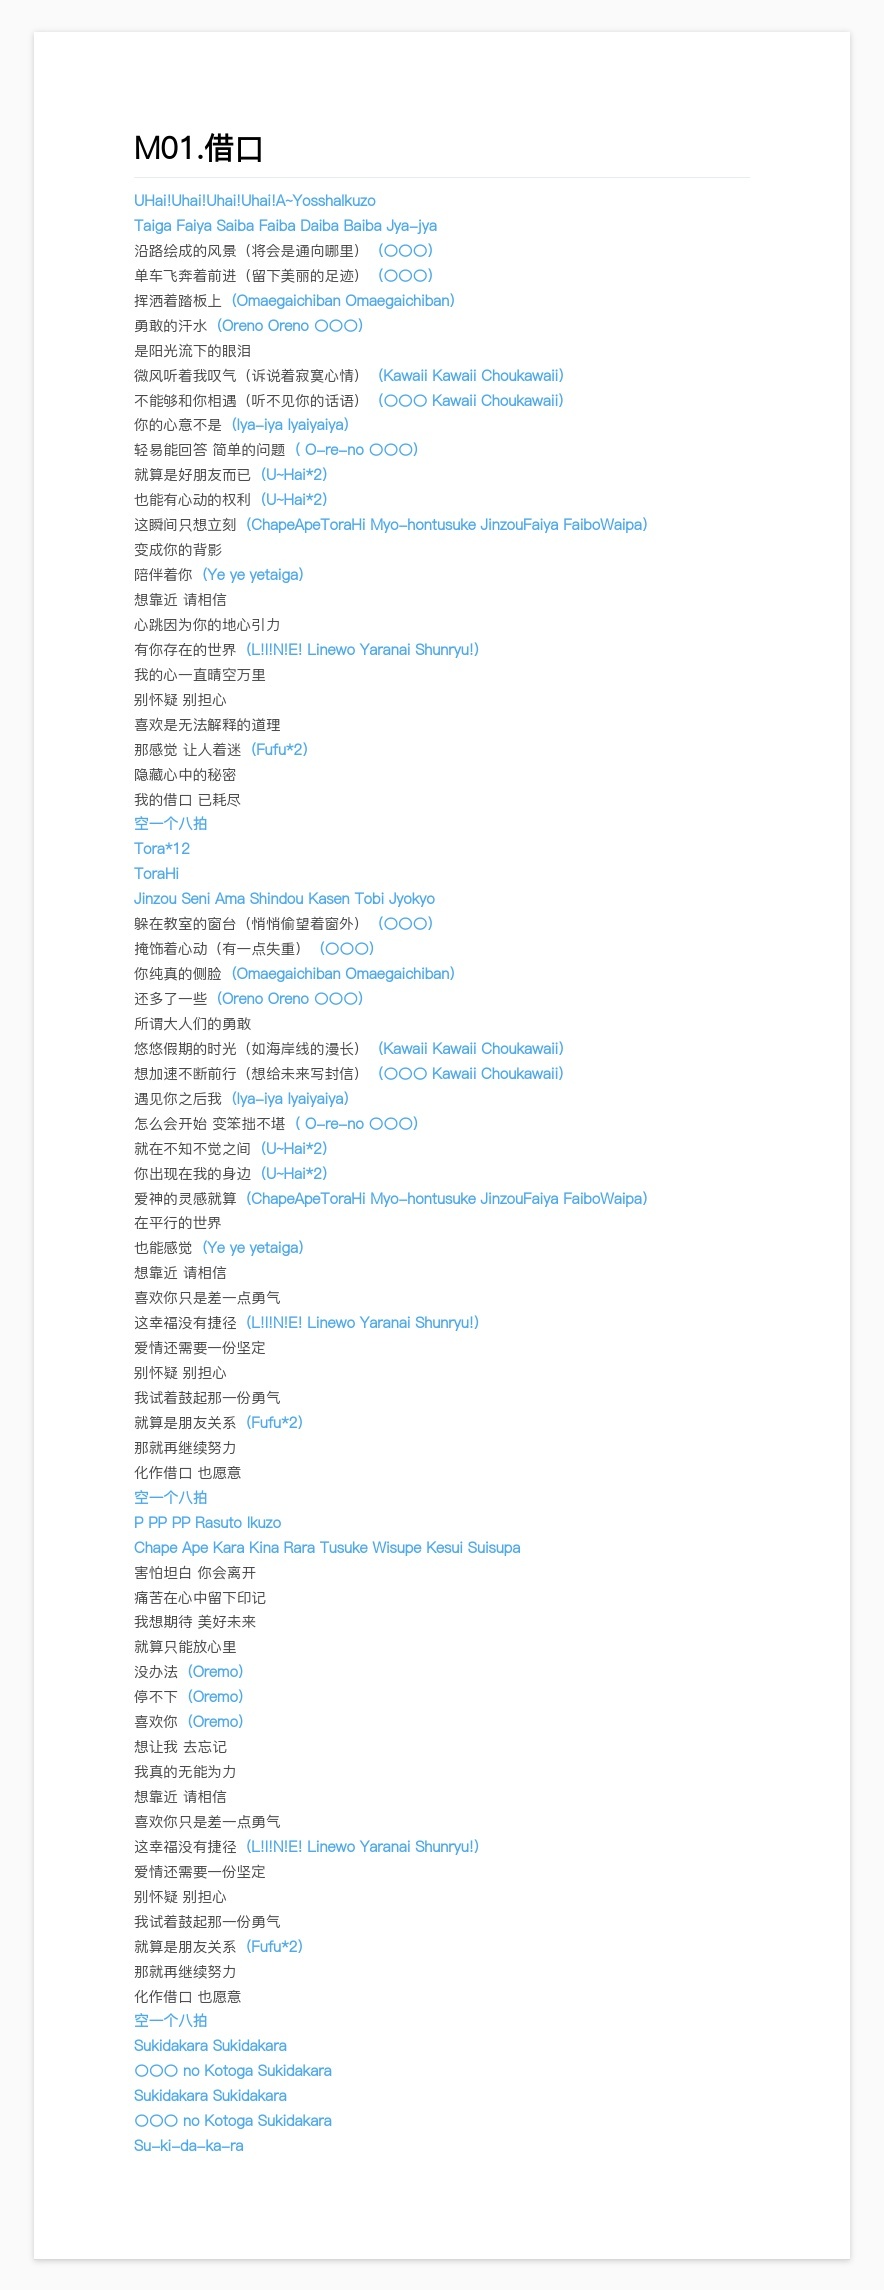 M01.借口
UHai!Uhai!Uhai!Uhai!A~YosshaIkuzo
Taiga Faiya Saiba Faiba Daiba Baiba Jya-jya
沿路绘成的风景（将会是通向哪里）（〇〇〇）
单车飞奔着前进（留下美丽的足迹）（〇〇〇）
挥洒着踏板上（Omaegaichiban Omaegaichiban）
勇敢的汗水（Oreno Oreno 〇〇〇）
是阳光流下的眼泪
微风听着我叹气（诉说着寂寞心情）（Kawaii Kawaii Choukawaii）
不能够和你相遇（听不见你的话语）（〇〇〇 Kawaii Choukawaii）
你的心意不是（Iya-iya Iyaiyaiya）
轻易能回答 简单的问题（ O-re-no 〇〇〇）
就算是好朋友而已（U~Hai*2）
也能有心动的权利（U~Hai*2）
这瞬间只想立刻（ChapeApeToraHi Myo-hontusuke JinzouFaiya FaiboWaipa）
变成你的背影
陪伴着你（Ye ye yetaiga）
想靠近 请相信
心跳因为你的地心引力
有你存在的世界（L!I!N!E! Linewo Yaranai Shunryu!）
我的心一直晴空万里
别怀疑 别担心
喜欢是无法解释的道理
那感觉 让人着迷（Fufu*2）
隐藏心中的秘密
我的借口 已耗尽
空一个八拍
Tora*12
ToraHi
Jinzou Seni Ama Shindou Kasen Tobi Jyokyo
躲在教室的窗台（悄悄偷望着窗外）（〇〇〇）
掩饰着心动（有一点失重）（〇〇〇）
你纯真的侧脸（Omaegaichiban Omaegaichiban）
还多了一些（Oreno Oreno 〇〇〇）
所谓大人们的勇敢
悠悠假期的时光（如海岸线的漫长）（Kawaii Kawaii Choukawaii）
想加速不断前行（想给未来写封信）（〇〇〇 Kawaii Choukawaii）
遇见你之后我（Iya-iya Iyaiyaiya）
怎么会开始 变笨拙不堪（ O-re-no 〇〇〇）
就在不知不觉之间（U~Hai*2）
你出现在我的身边（U~Hai*2）
爱神的灵感就算（ChapeApeToraHi Myo-hontusuke JinzouFaiya FaiboWaipa）
在平行的世界
也能感觉（Ye ye yetaiga）
想靠近 请相信
喜欢你只是差一点勇气
这幸福没有捷径（L!I!N!E! Linewo Yaranai Shunryu!）
爱情还需要一份坚定
别怀疑 别担心
我试着鼓起那一份勇气
就算是朋友关系（Fufu*2）
那就再继续努力
化作借口 也愿意
空一个八拍
P PP PP Rasuto Ikuzo
Chape Ape Kara Kina Rara Tusuke Wisupe Kesui Suisupa
害怕坦白 你会离开
痛苦在心中留下印记
我想期待 美好未来
就算只能放心里
没办法（Oremo）
停不下（Oremo）
喜欢你（Oremo）
想让我 去忘记
我真的无能为力
想靠近 请相信
喜欢你只是差一点勇气
这幸福没有捷径（L!I!N!E! Linewo Yaranai Shunryu!）
爱情还需要一份坚定
别怀疑 别担心
我试着鼓起那一份勇气
就算是朋友关系（Fufu*2）
那就再继续努力
化作借口 也愿意
空一个八拍
Sukidakara Sukidakara
〇〇〇 no Kotoga Sukidakara
Sukidakara Sukidakara
〇〇〇 no Kotoga Sukidakara
Su-ki-da-ka-ra